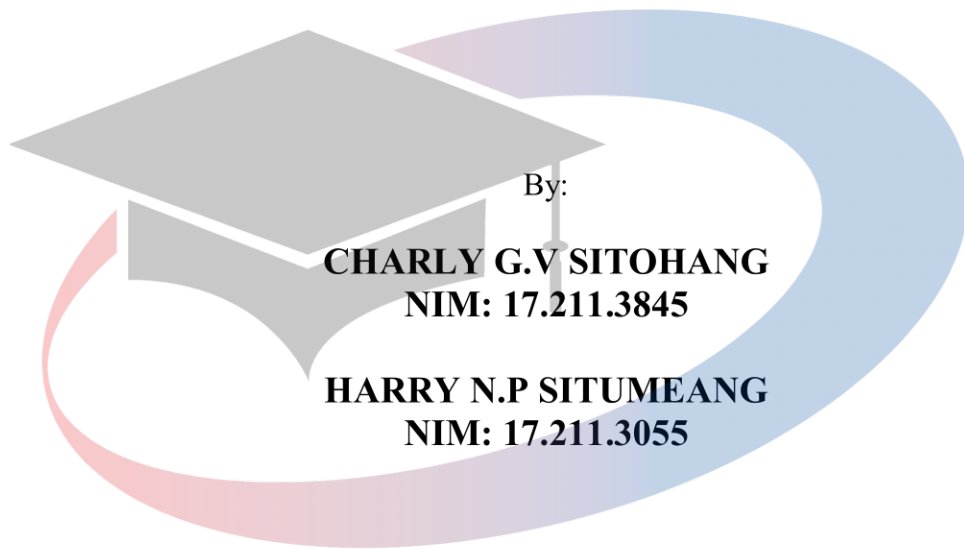 By:
CHARLY G.V SITOHANG
NIM: 17.211.3845
HARRY N.P SITUMEANG
NIM: 17.211.3055